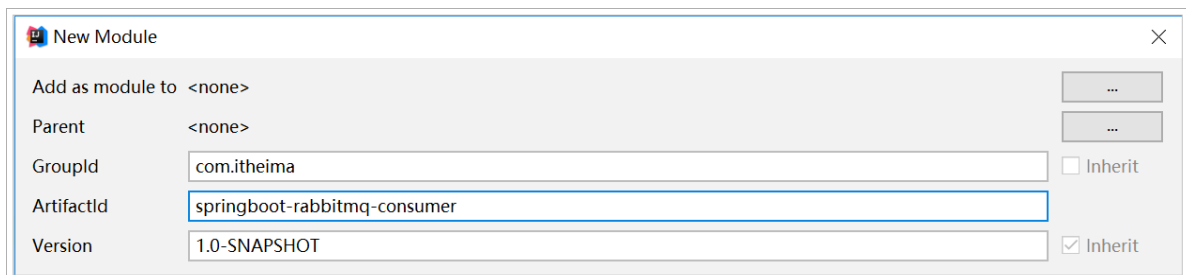 New Module
Add as module to <none> ...
Parent <none> ...
GroupId com.itheima Inherit
ArtifactId springboot-rabbitmq-consumer
Version 1.0-SNAPSHOT Inherit